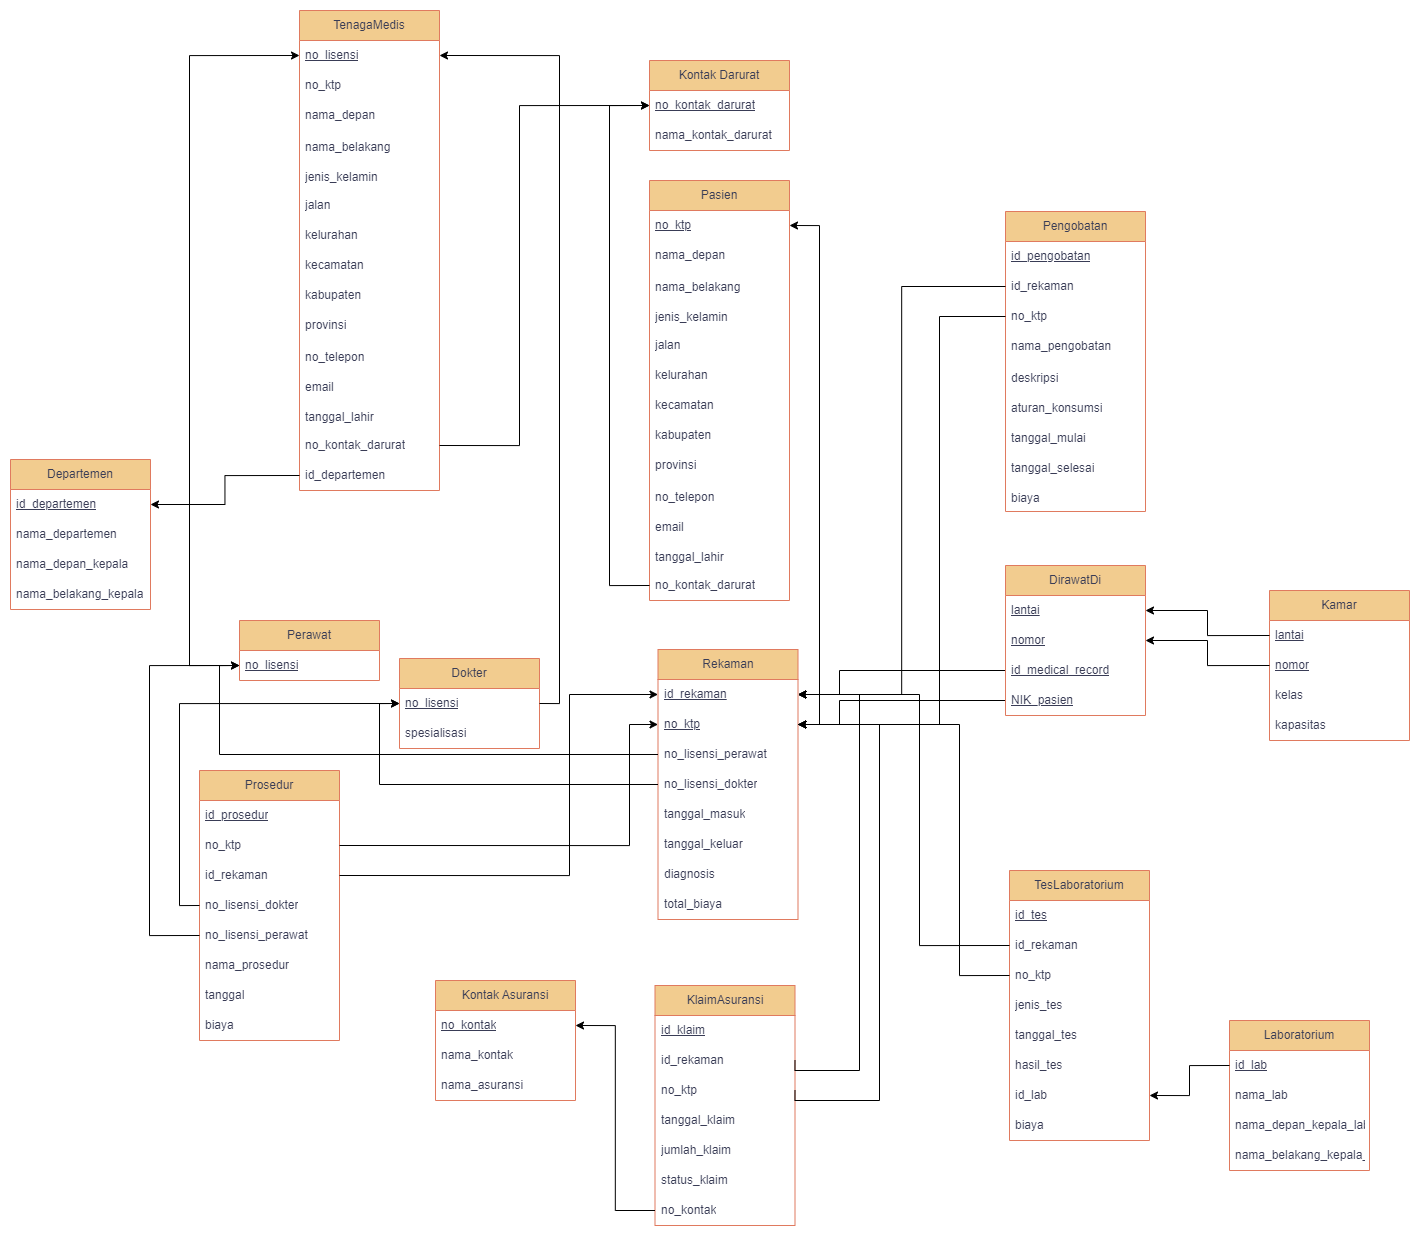 TenagaMedis
no_lisensi
no_ktp
nama_depan
nama_belakang
jenis_kelamin
jalan
kelurahan
kecamatan
kabupaten
provinsi
no_telepon
email
tanggal_lahir
no_kontak_darurat
id_departemen
Kontak Darurat
no_kontak_darurat
nama_kontak_darurat
Pasien
no_ktp
nama_depan
nama_belakang
jenis_kelamin
jalan
kelurahan
kecamatan
kabupaten
provinsi
no_telepon
email
tanggal_lahir
no_kontak_darurat
Pengobatan
id_pengobatan
id_rekaman
no_ktp
nama_pengobatan
deskripsi
aturan_konsumsi
tanggal_mulai
tanggal_selesai
biaya
Departemen
id_departemen
nama_departemen
nama_depan_kepala
nama_belakang_kepala
DirawatDi
lantai
nomor
id_medical_record
NIK_pasien
Kamar
lantai
nomor
kelas
kapasitas
Perawat
no_lisensi
Dokter
no_lisensi
spesialisasi
Rekaman
id_rekaman
no_ktp
no_lisensi_perawat
no_lisensi_dokter
tanggal_masuk
tanggal_keluar
diagnosis
total_biaya
Prosedur
id_prosedur
no_ktp
id_rekaman
no_lisensi_dokter
no_lisensi_perawat
nama_prosedur
tanggal
biaya
TesLaboratorium
id_tes
id_rekaman
no_ktp
jenis_tes
tanggal_tes
hasil_tes
id_lab
biaya
Kontak Asuransi
no_kontak
nama_kontak
nama_asuransi
KlaimAsuransi
id_klaim
id_rekaman
no_ktp
tanggal_klaim
jumlah_klaim
status_klaim
no_kontak
Laboratorium
id_lab
nama_lab
nama_depan_kepala_la
nama_belakang_kepala_